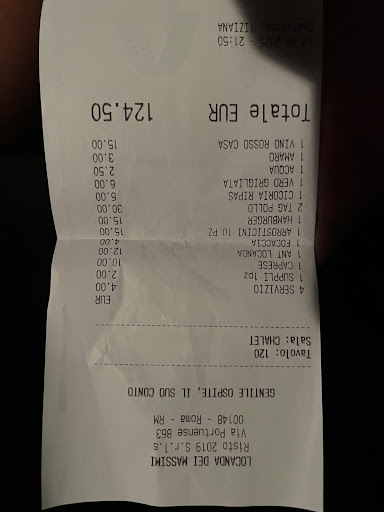 LOCANDA DEI MASSIMI
Risto 2019 S.r.l.s
Via Portuense 863
00148 - Roma - RM
GENTILE OSPITE, IL SUO CONTO
Tavolo: 120
Sala: CHALET
EUR
4 SERVIZIO 4.00
1 SUPPLI 1pz 2.00
1 CAPRESE 10.00
1 ANT LOCANDA 12.00
1 FOCACCIA 4.00
1 ARROSTICINI 10 PZ 15.00
1 HAMBURGER 15.00
2 TAG POLLO 30.00
1 CICORIA RIPAS 6.00
1 VERD GRIGLIATA 6.00
1 ACQUA 2.50
1 AMARO 3.00
1 VINO ROSSO CASA 15.00
Totale EUR 124.50
2025 - 21:50
Operatore: TIZIANA